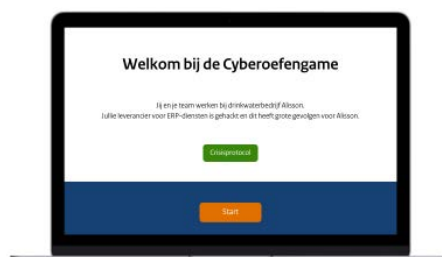 Welkom bij de Cyberoefengame
Jij en je team werken bij drinkwaterbedrijf Alisson.
Jullie leverancier voor ERP-diensten is gehackt en dit heeft grote gevolgen voor Alisson.
Crisisprotocol
Start